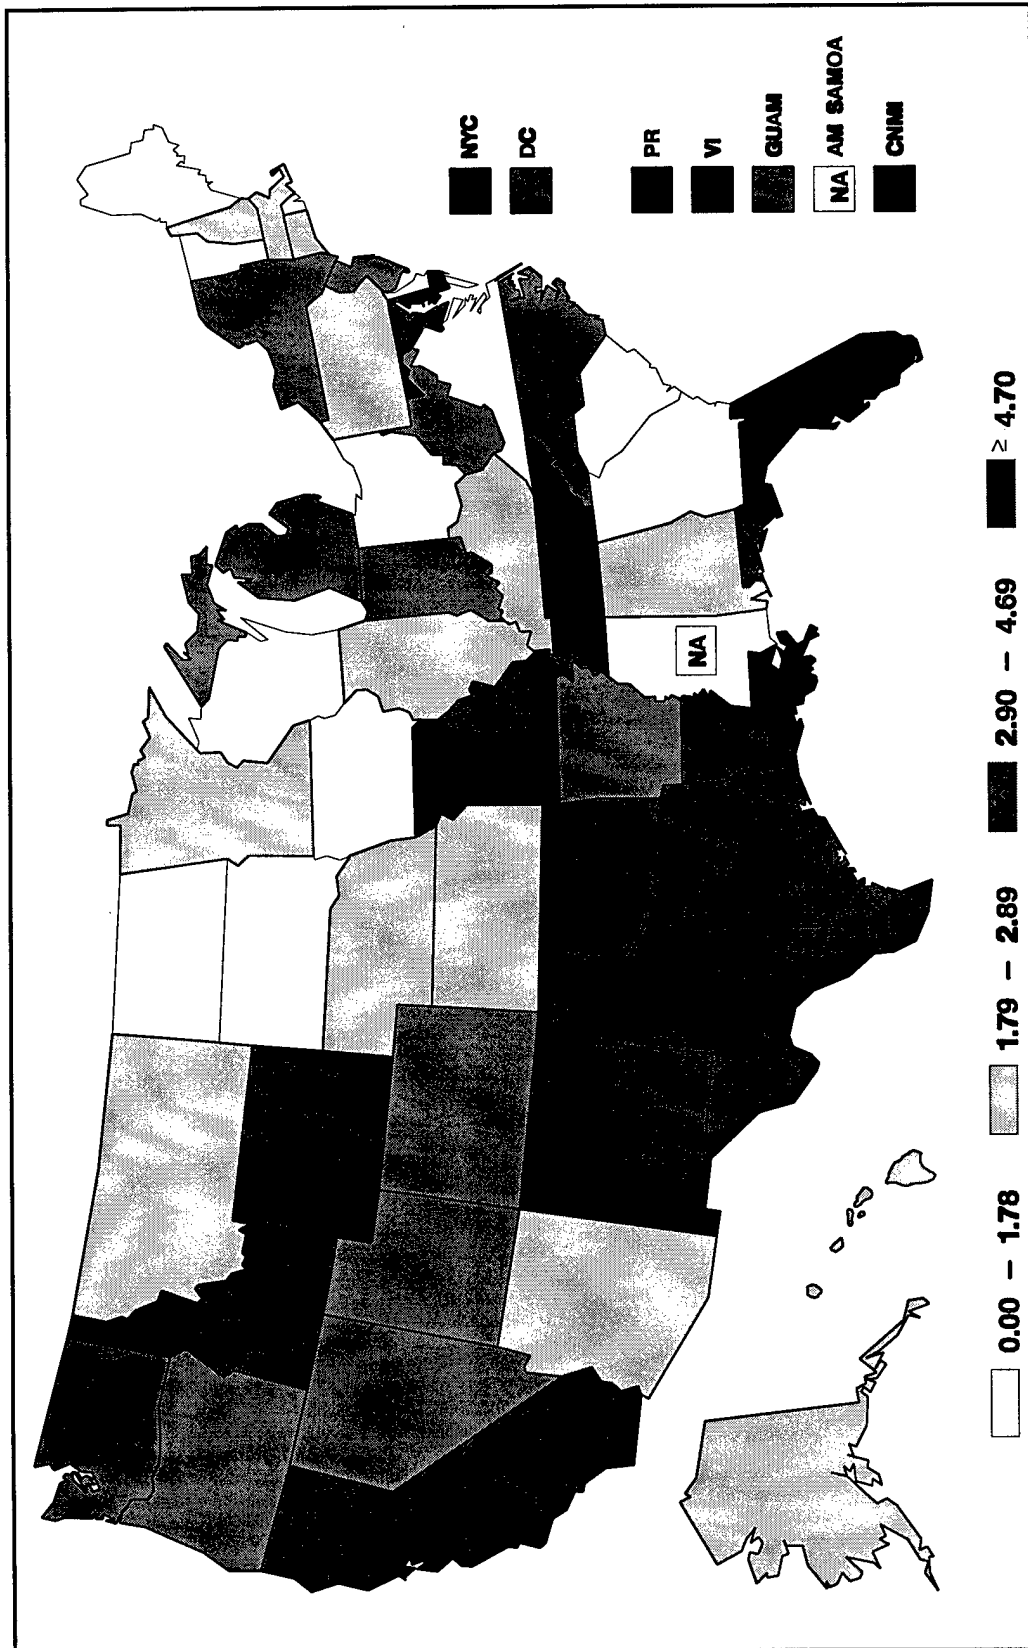 NYC
DC
PR
VI
GUAM
NA AM SAMOA
CNMI
NA
0.00 – 1.78
1.79 – 2.89
2.90 – 4.69
≥ 4.70